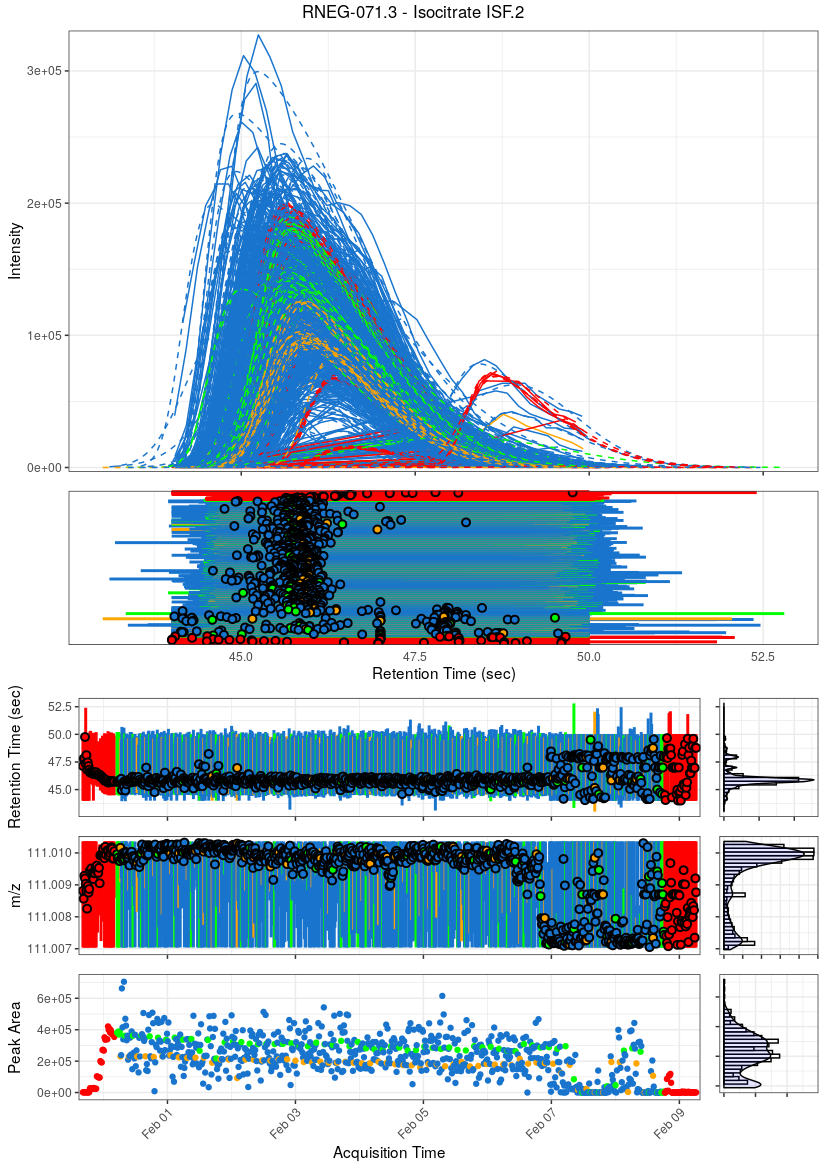 RNEG-071.3 - Isocitrate ISF.2
3e+05
2e+05
1e+05
0e+00
Intensity
45.0 47.5 50.0 52.5
Retention Time (sec)
52.5
50.0
47.5
45.0
Retention Time (sec)
111.010
111.009
111.008
111.007
m/z
6e+05
4e+05
2e+05
0e+00
Peak Area
Feb 01 Feb 03 Feb 05 Feb 07 Feb 09
Acquisition Time